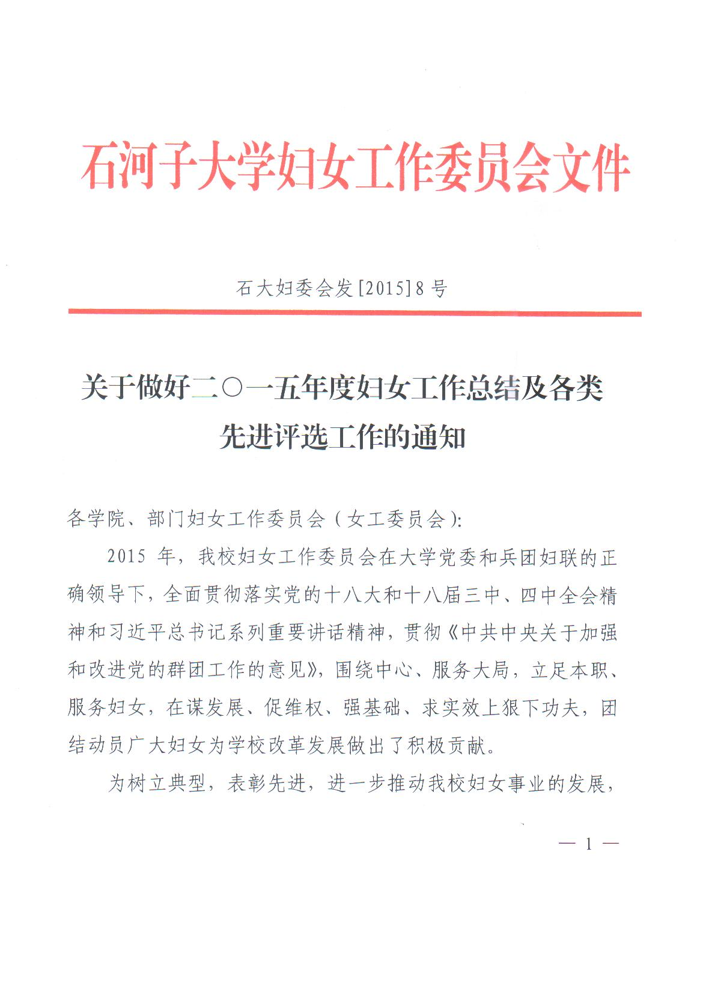 石河子大学妇女工作委员会文件
石大妇委会发[2015]8 号
关于做好二〇一五年度妇女工作总结及各类
先进评选工作的通知
各学院、部门妇女工作委员会（女工委员会）：
2015 年，我校妇女工作委员会在大学党委和兵团妇联的正
确领导下，全面贯彻落实党的十八大和十八届三中、四中全会精
神和习近平总书记系列重要讲话精神，贯彻《中共中央关于加强
和改进党的群团工作的意见》，围绕中心、服务大局，立足本职、
服务妇女，在谋发展、促维权、强基础、求实效上狠下功夫，团
结动员广大妇女为学校改革发展做出了积极贡献。
为树立典型，表彰先进，进一步推动我校妇女事业的发展，
— 1 —